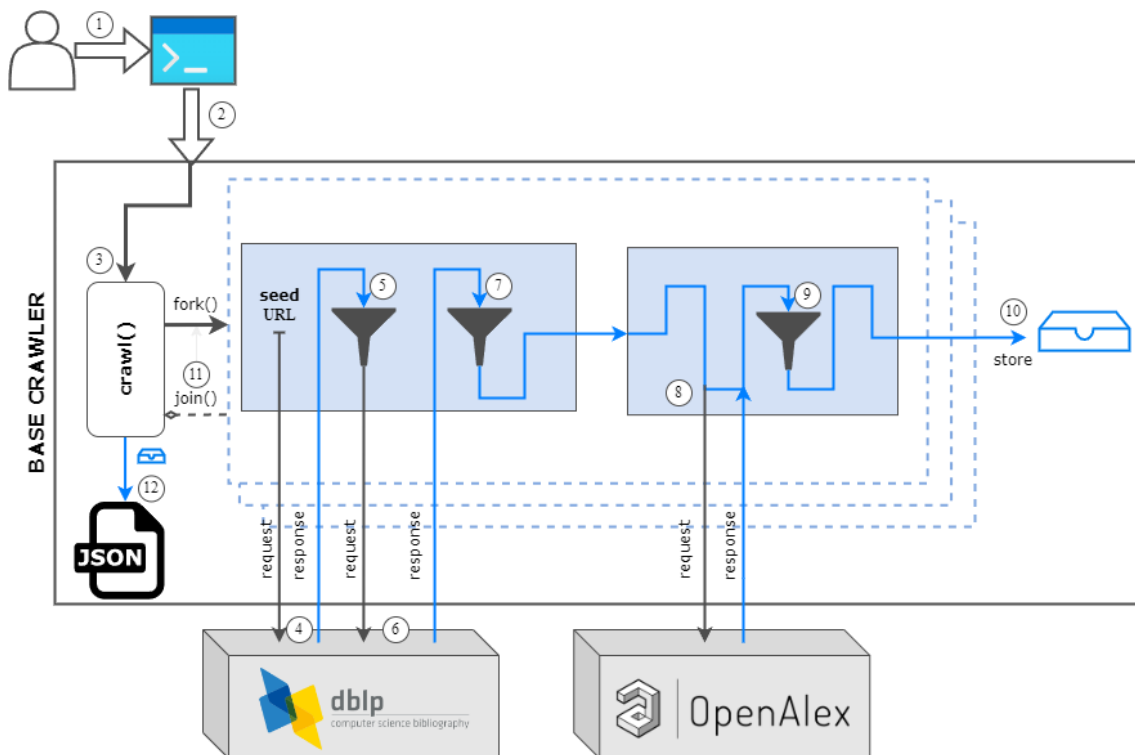 1
>_
2
BASE CRAWLER
3
crawl()
fork()
11
join()
12
JSON
seed
URL
5
7
9
10
store
8
request
response
request
response
request
response
4
6
dblp
computer science bibliography
OpenAlex